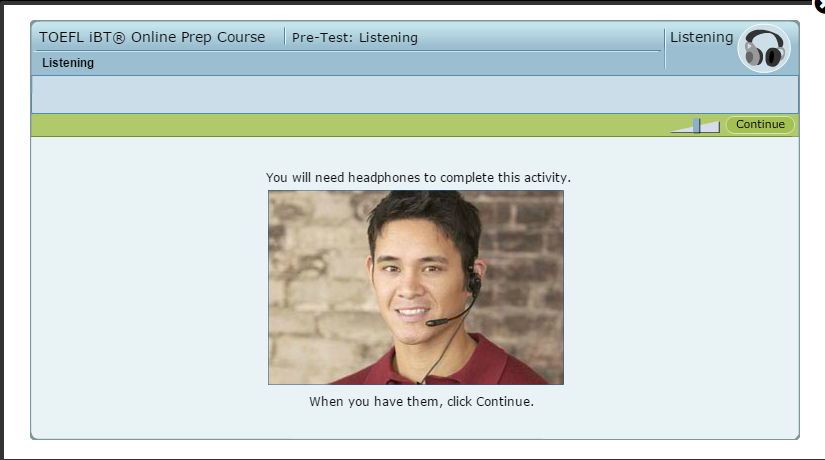 TOEFL iBT® Online Prep Course
Pre-Test: Listening
Listening
Listening
Continue
You will need headphones to complete this activity.
When you have them, click Continue.